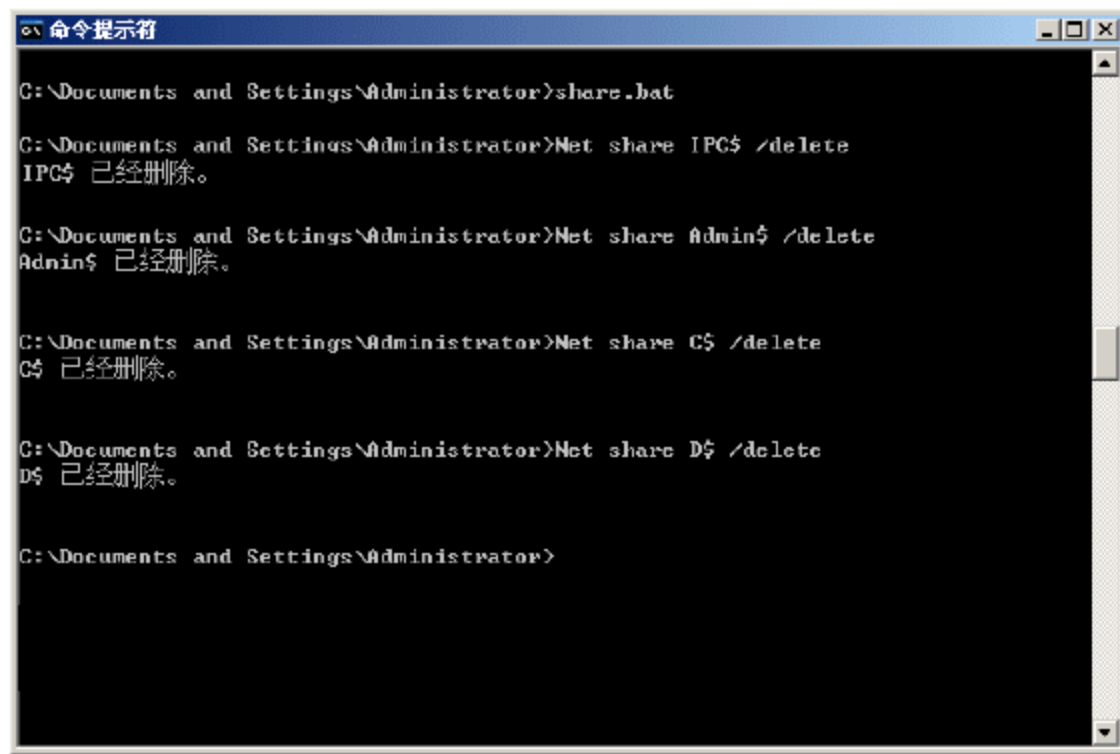 命令提示符
C:\Documents and Settings\Administrator>share.bat
C:\Documents and Settings\Administrator>Net share IPC$ /delete
IPC$ 已经删除。
C:\Documents and Settings\Administrator>Net share Admin$ /delete
Admin$ 已经删除。
C:\Documents and Settings\Administrator>Net share C$ /delete
C$ 已经删除。
C:\Documents and Settings\Administrator>Net share D$ /delete
D$ 已经删除。
C:\Documents and Settings\Administrator>